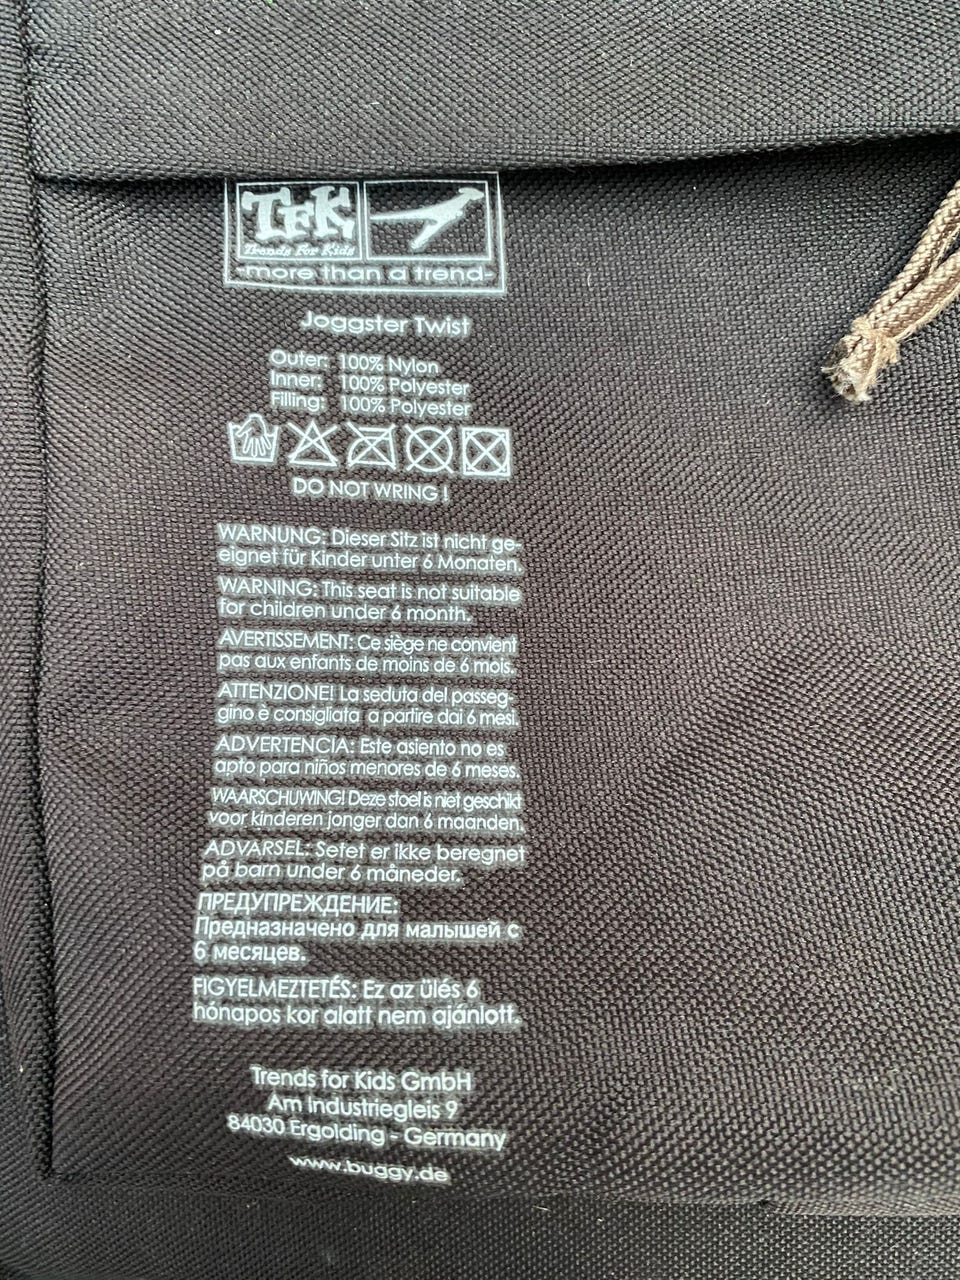 TFK
Trends For Kids
-more than a trend-
Joggster Twist
Outer: 100% Nylon
Inner: 100% Polyester
Filling: 100% Polyester
DO NOT WRING !
WARNUNG: Dieser Sitz ist nicht ge-
eignet für Kinder unter 6 Monaten.
WARNING: This seat is not suitable
for children under 6 month.
AVERTISSEMENT: Ce siège ne convient
pas aux enfants de moins de 6 mois.
ATTENZIONE! La seduta del passeg-
gino è consigliata a partire dai 6 mesi.
ADVERTENCIA: Este asiento no es
apto para niños menores de 6 meses.
WAARSCHUWING! Deze stoel is niet geschikt
voor kinderen jonger dan 6 maanden.
ADVARSEL: Setet er ikke beregnet
på barn under 6 måneder.
ПРЕДУПРЕЖДЕНИЕ:
Предназначено для малышей с
6 месяцев.
FIGYELMEZTETÉS: Ez az ülés 6
hónapos kor alatt nem ajánlott.
Trends for Kids GmbH
Am Industriegleis 9
84030 Ergolding - Germany
www.buggy.de